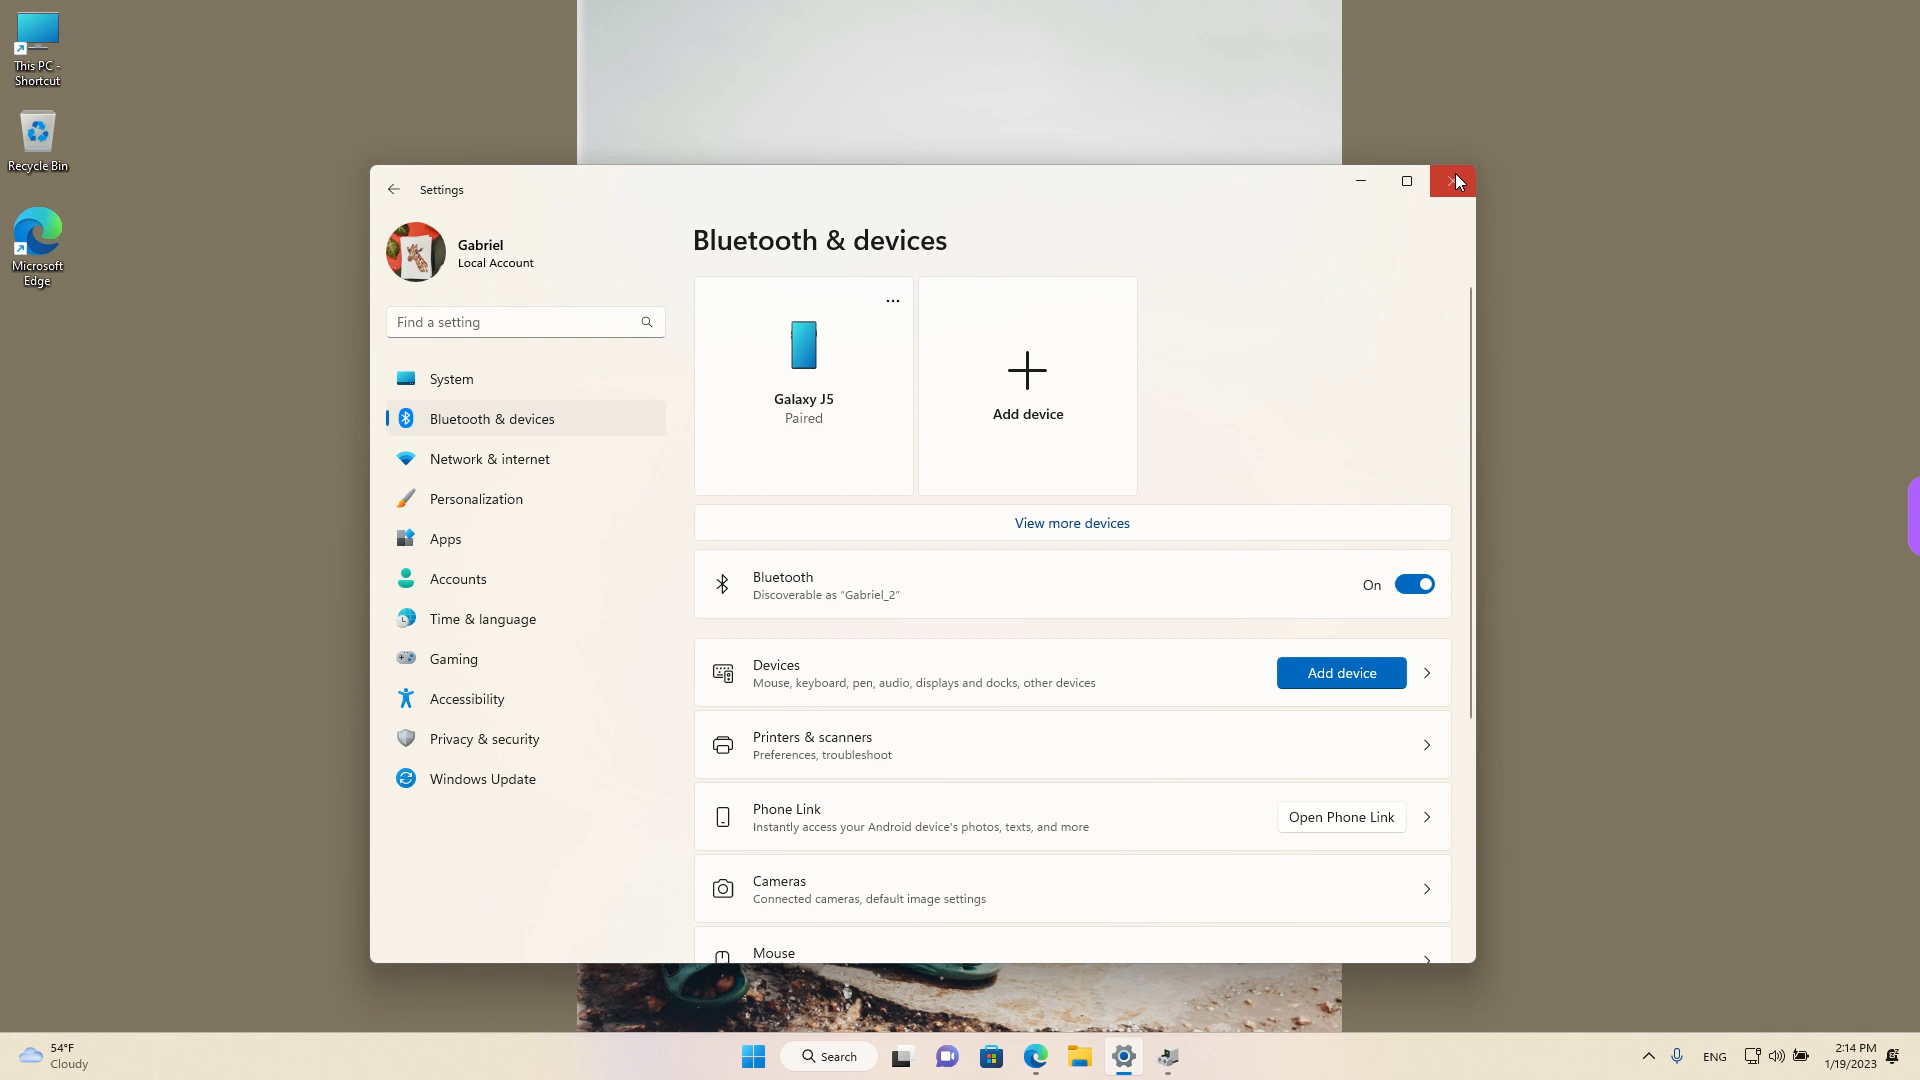 This PC -
Shortcut
Recycle Bin
Microsoft
Edge
Settings
Gabriel
Local Account
Find a setting
System
Bluetooth & devices
Network & internet
Personalization
Apps
Accounts
Time & language
Gaming
Accessibility
Privacy & security
Windows Update
Bluetooth & devices
Galaxy J5
Paired
Add device
View more devices
Bluetooth
Discoverable as "Gabriel_2"
On
Devices
Mouse, keyboard, pen, audio, displays and docks, other devices
Add device
Printers & scanners
Preferences, troubleshoot
Phone Link
Instantly access your Android device's photos, texts, and more
Open Phone Link
Cameras
Connected cameras, default image settings
Mouse
54°F
Cloudy
Search
ENG
2:14 PM
1/19/2023